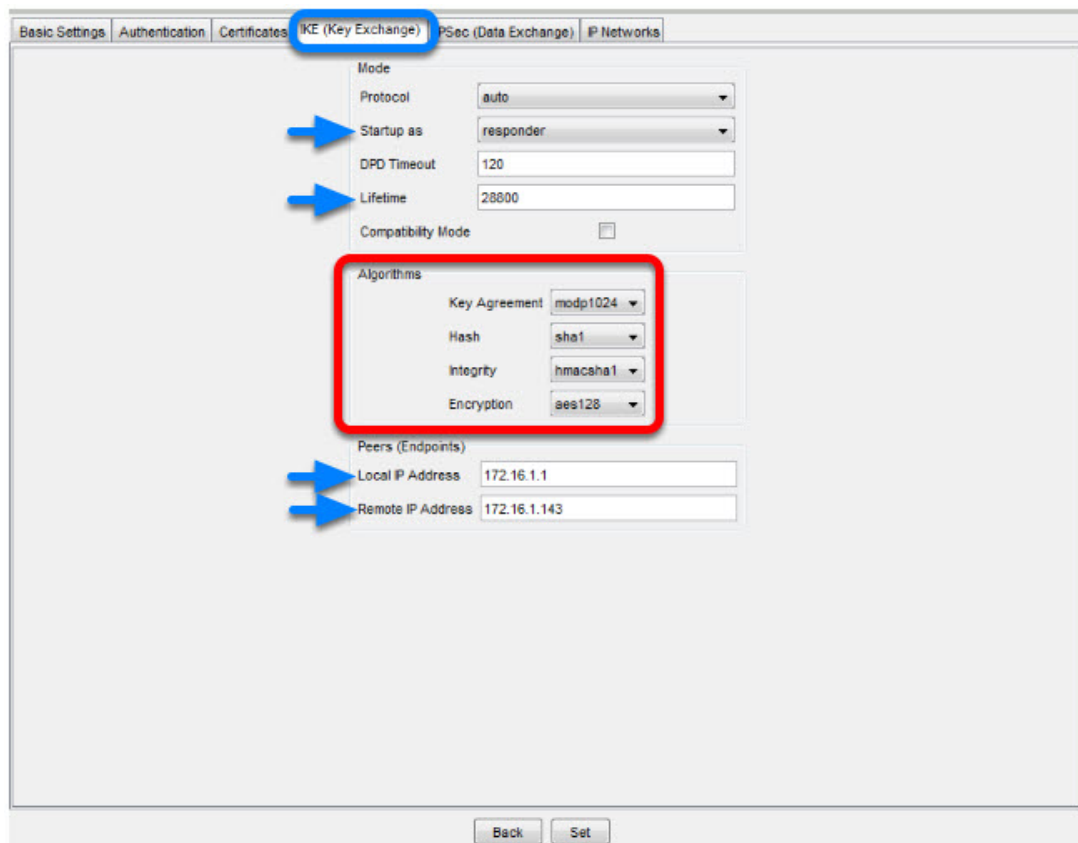 Basic Settings Authentication Certificates IKE (Key Exchange) PSec (Data Exchange) IP Networks
Mode
Protocol auto
Startup as responder
DPD Timeout 120
Lifetime 28800
Compatibility Mode
Algorithms
Key Agreement modp1024
Hash sha1
Integrity hmacsha1
Encryption aes128
Peers (Endpoints)
Local IP Address 172.16.1.1
Remote IP Address 172.16.1.143
Back Set